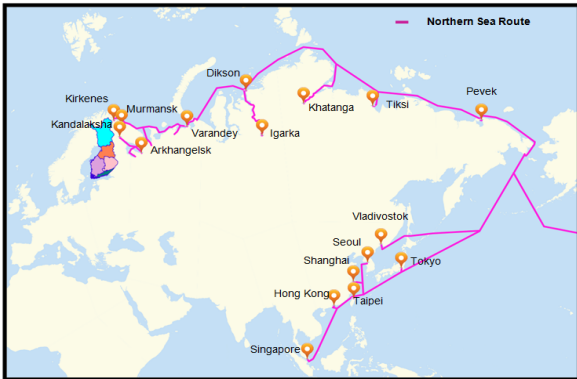 Northern Sea Route
Dikson
Kirkenes
Murmansk
Khatanga
Tiksi
Pevek
Kandalaksha
Varandey
Igarka
Arkhangelsk
Vladivostok
Seoul
Shanghai
Tokyo
Hong Kong
Taipei
Singapore